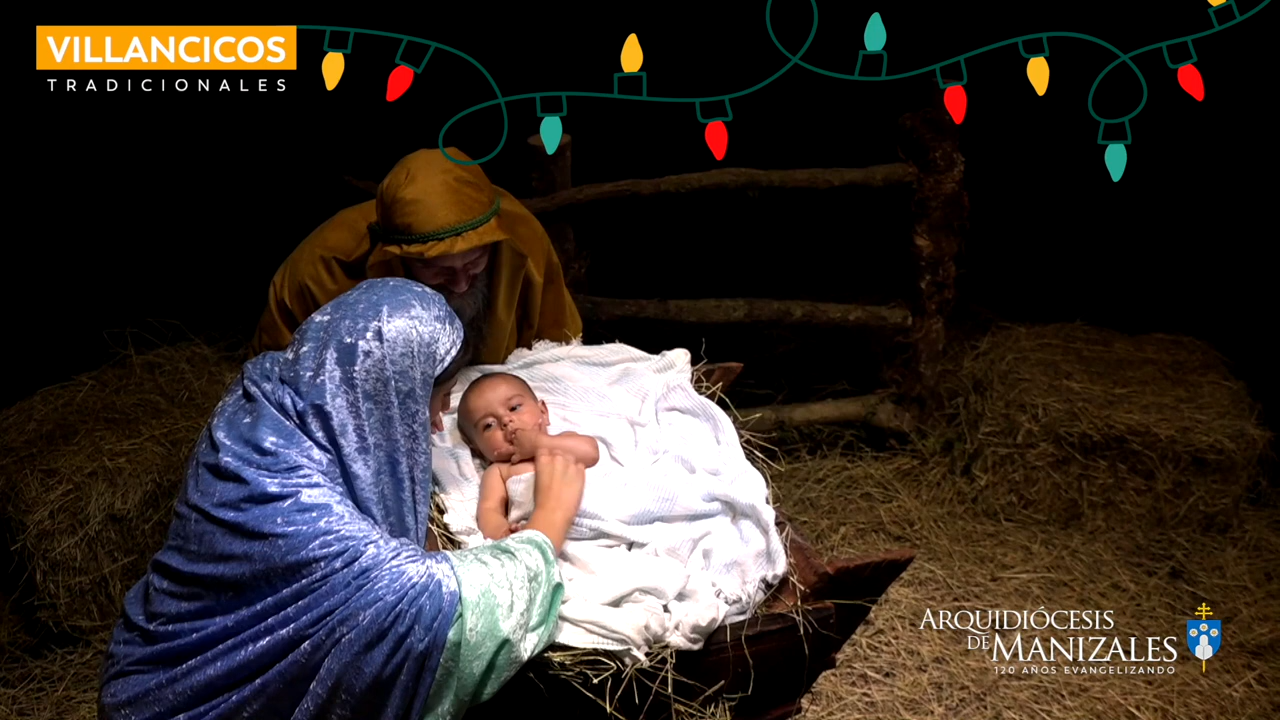 VILLANCICOS
TRADICIONALES
ARQUIDIÓCESIS
DE MANIZALES
120 AÑOS EVANGELIZANDO